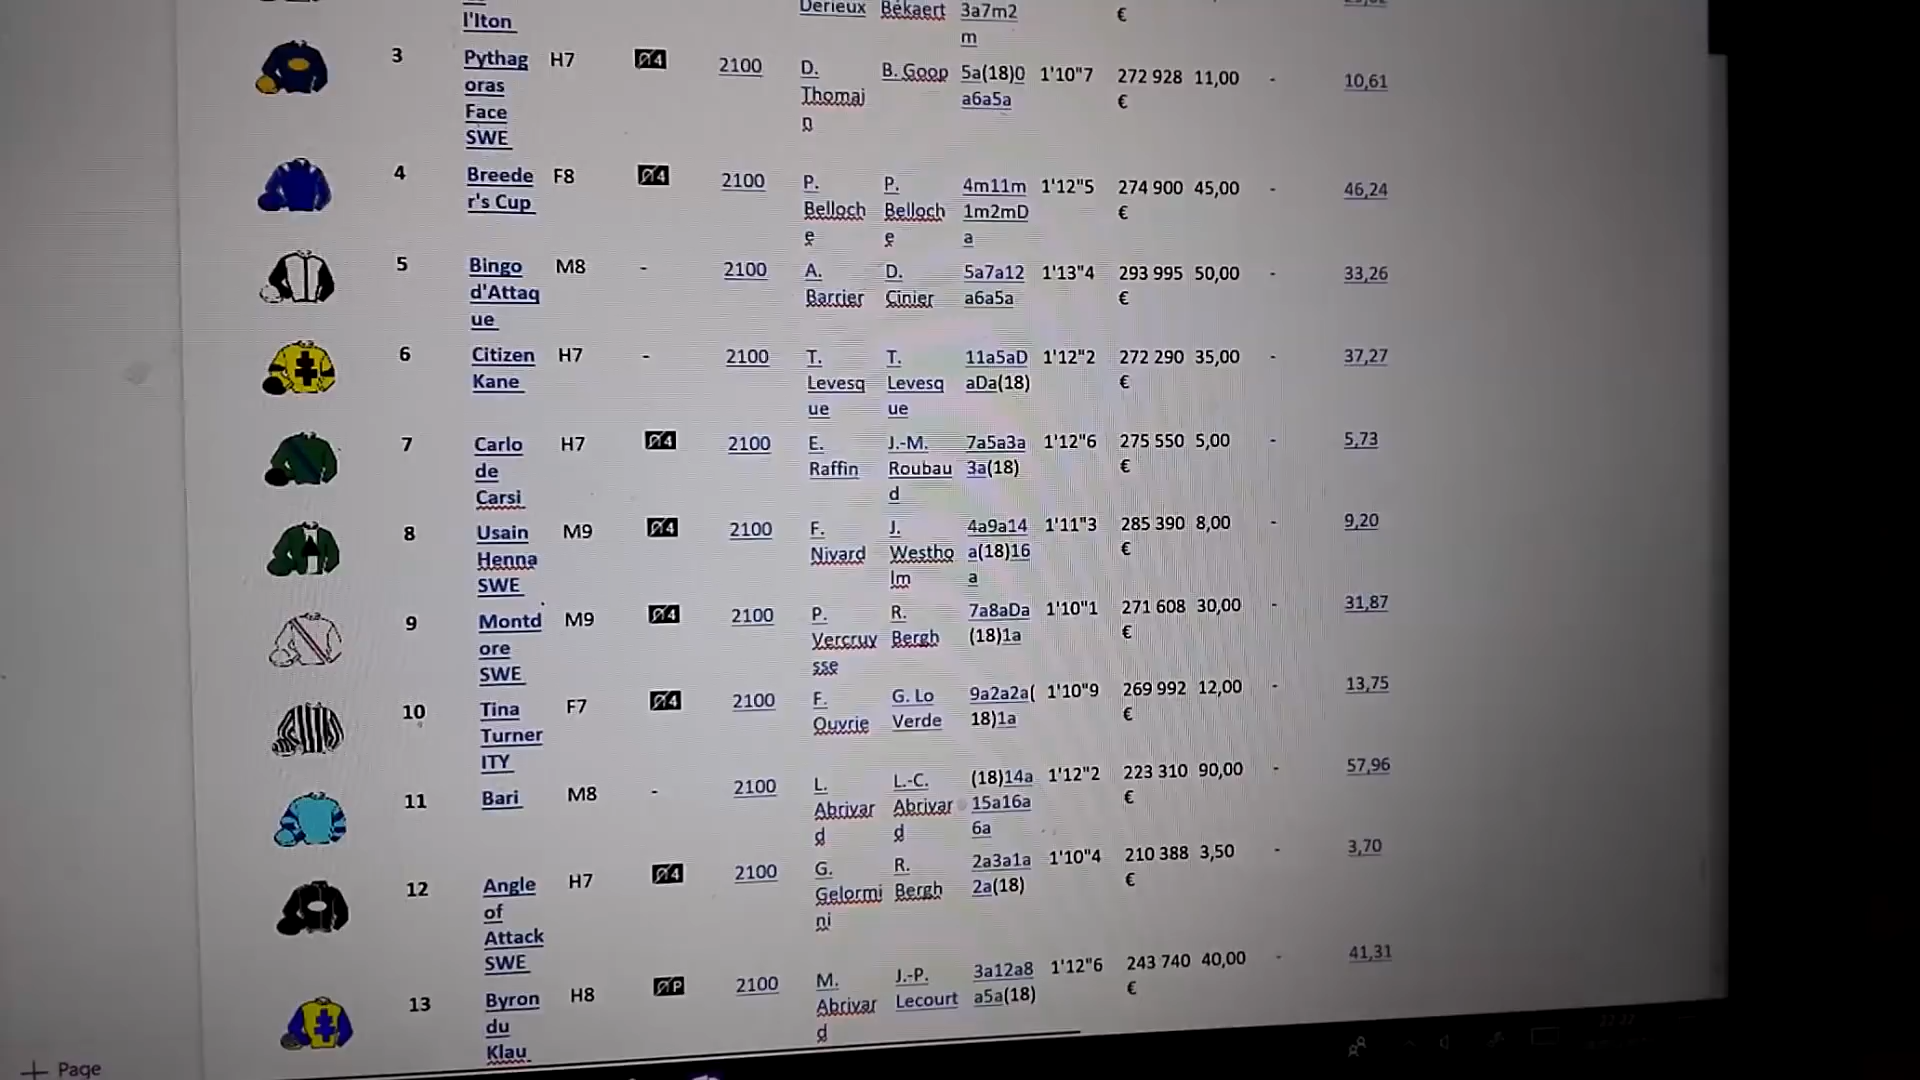 l'Iton Derieux Bekaert 3a7m2 €
m
3 Pythag H7 Ø4 2100 D. B. Goop 5a(18)0 1'10"7 272 928 11,00 - 10,61
oras Thomai a6a5a €
Face n
SWE
4 Breede F8 Ø4 2100 P. P. 4m11m 1'12"5 274 900 45,00 - 46,24
r's Cup Belloch Belloch 1m2mD €
e e a
5 Bingo M8 - 2100 A. D. 5a7a12 1'13"4 293 995 50,00 - 33,26
d'Attaq Barrier Cinier a6a5a €
ue
6 Citizen H7 - 2100 T. T. 11a5aD 1'12"2 272 290 35,00 - 37,27
Kane Levesq Levesq aDa(18) €
ue ue
7 Carlo H7 Ø4 2100 E. J.-M. 7a5a3a 1'12"6 275 550 5,00 - 5,73
de Raffin Roubau 3a(18) €
Carsi d
8 Usain M9 Ø4 2100 F. J. 4a9a14 1'11"3 285 390 8,00 - 9,20
Henna Nivard Westho a(18)16 €
SWE lm a
9 Montd M9 Ø4 2100 P. R. 7a8aDa 1'10"1 271 608 30,00 - 31,87
ore Vercruy Bergh (18)1a €
SWE sse
10 Tina F7 Ø4 2100 F. G. Lo 9a2a2a( 1'10"9 269 992 12,00 - 13,75
Turner Ouvrie Verde 18)1a €
ITY
11 Bari M8 - 2100 L. L.-C. (18)14a 1'12"2 223 310 90,00 - 57,96
Abrivar Abrivar 15a16a €
d d 6a
12 Angle H7 Ø4 2100 G. R. 2a3a1a 1'10"4 210 388 3,50 - 3,70
of Gelormi Bergh 2a(18) €
Attack ni
SWE
13 Byron H8 ØP 2100 M. J.-P. 3a12a8 1'12"6 243 740 40,00 - 41,31
du Abrivar Lecourt a5a(18) €
Klau d
+ Page